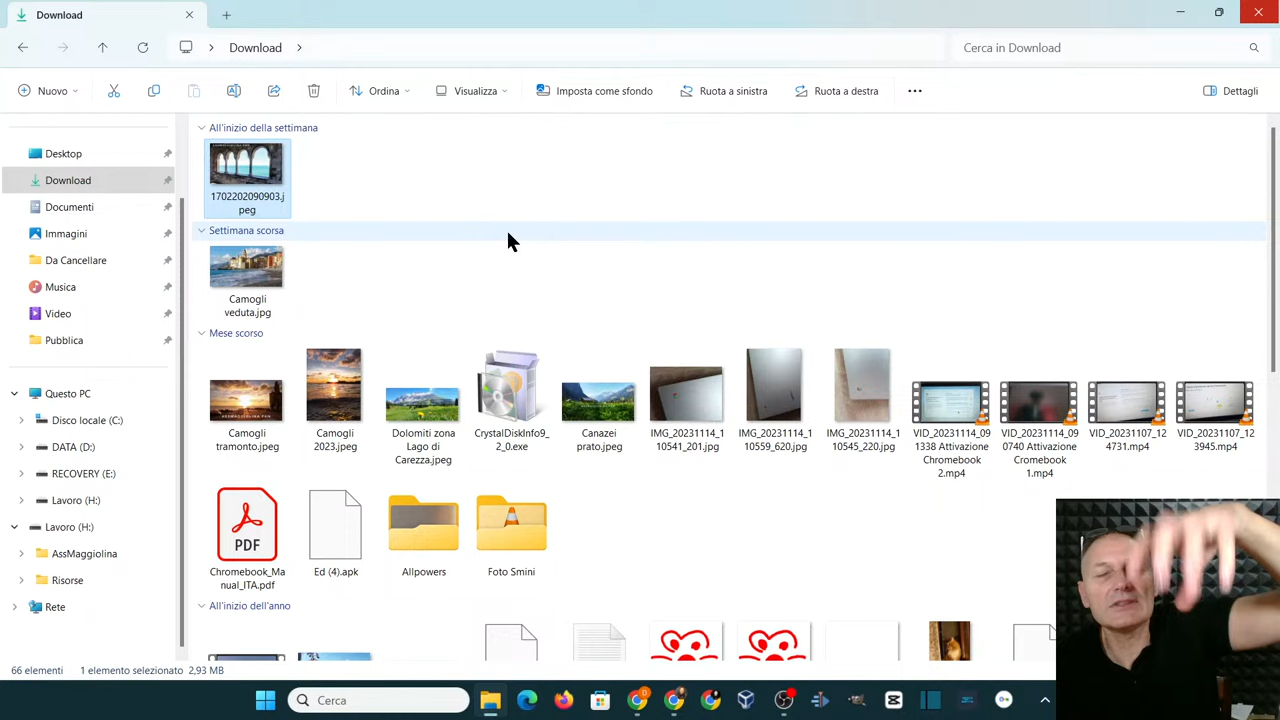 Download
Download
Cerca in Download
Nuovo
Ordina
Visualizza
Imposta come sfondo
Ruota a sinistra
Ruota a destra
Dettagli
Desktop
Download
Documenti
Immagini
Da Cancellare
Musica
Video
Pubblica
Questo PC
Disco locale (C:)
DATA (D:)
RECOVERY (E:)
Lavoro (H:)
Lavoro (H:)
AssMaggiolina
Risorse
Rete
All'inizio della settimana
1702202090903.j
peg
Settimana scorsa
Camogli
veduta.jpg
Mese scorso
Camogli
tramonto.jpeg
Camogli
2023.jpeg
Dolomiti zona
Lago di
Carezza.jpeg
CrystalDiskInfo9_
2_0.exe
Canazei
prato.jpeg
IMG_20231114_1
10541_201.jpg
IMG_20231114_1
10559_620.jpg
IMG_20231114_1
10545_220.jpg
VID_20231114_09
1338 Attivazione
Chromebook
2.mp4
VID_20231114_09
0740 Attivazione
Cromebook
1.mp4
VID_20231107_12
4731.mp4
VID_20231107_12
3945.mp4
PDF
Chromebook_Ma
nual_ITA.pdf
Ed (4).apk
Allpowers
Foto Smini
All'inizio dell'anno
66 elementi
1 elemento selezionato 2,93 MB
Cerca